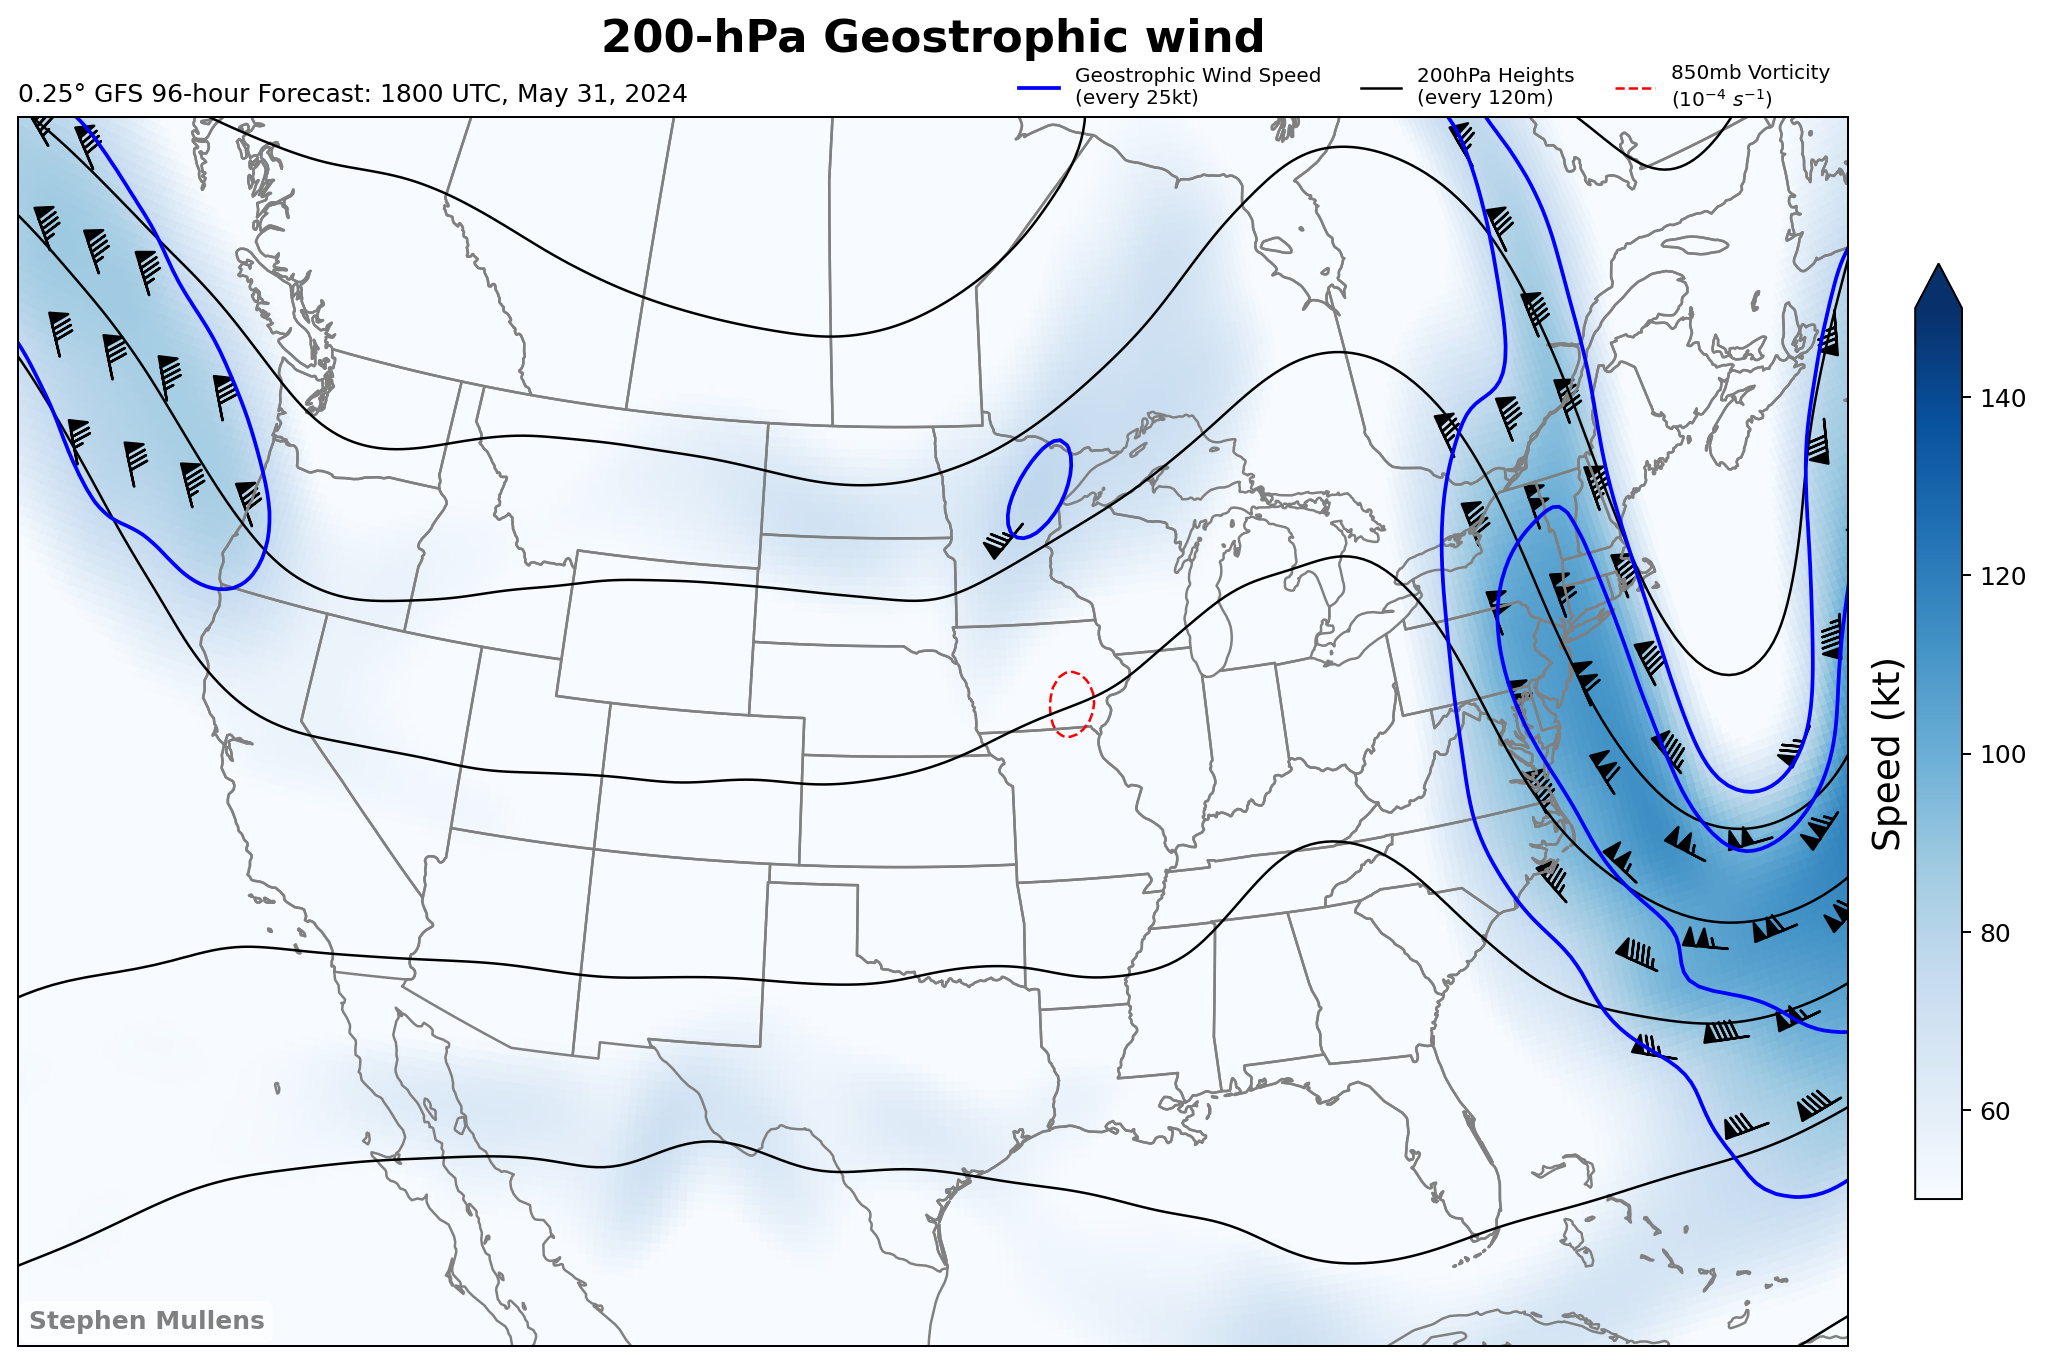 200-hPa Geostrophic wind
0.25° GFS 96-hour Forecast: 1800 UTC, May 31, 2024
Geostrophic Wind Speed
(every 25kt)
200hPa Heights
(every 120m)
850mb Vorticity
(10⁻⁴ s⁻¹)
140
120
100
80
60
Speed (kt)
Stephen Mullens